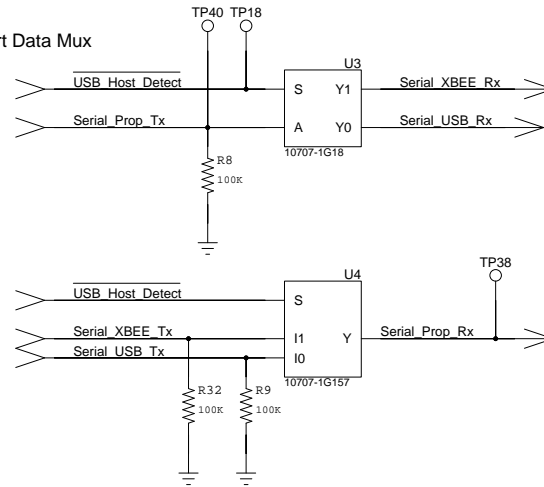 TP40 TP18
rt Data Mux
U3
USB_Host_Detect S Y1 Serial_XBEE_Rx
Serial_Prop_Tx A Y0 Serial_USB_Rx
10707-1G18
R8
100K
TP38
U4
USB_Host_Detect S
Serial_XBEE_Tx I1 Y Serial_Prop_Rx
Serial_USB_Tx I0
10707-1G157
R32 R9
100K 100K